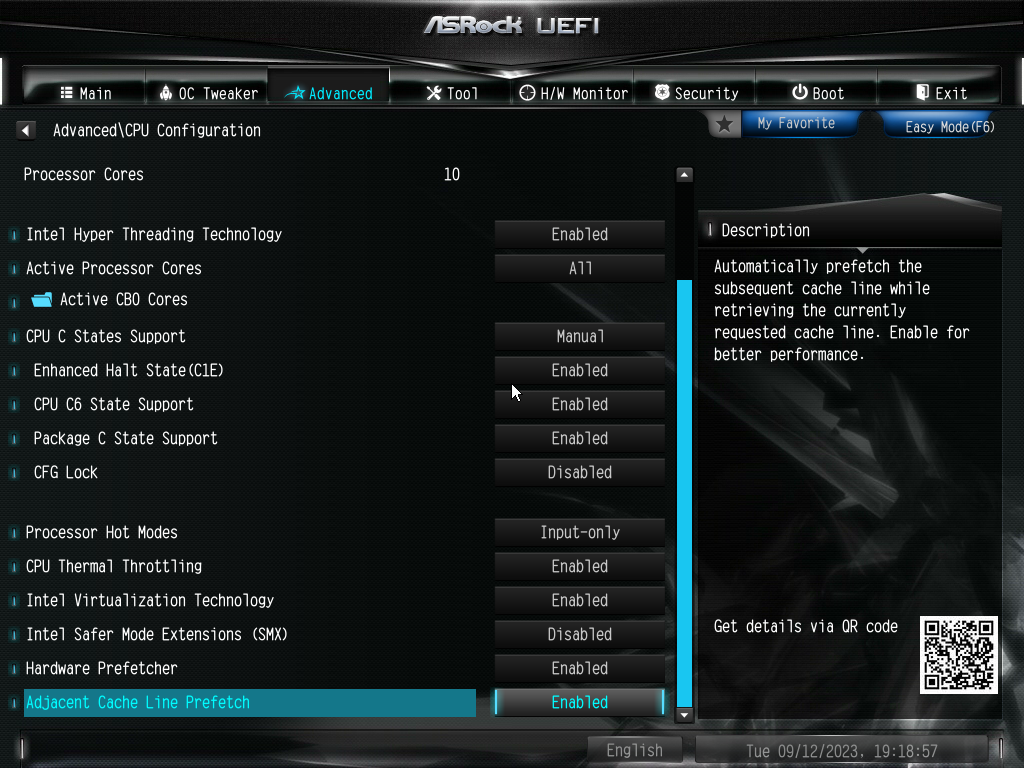 ASRock UEFI
Main OC Tweaker Advanced Tool H/W Monitor Security Boot Exit
Advanced\CPU Configuration
My Favorite
Easy Mode(F6)
Processor Cores 10
Intel Hyper Threading Technology Enabled
Active Processor Cores All
Active CBO Cores
CPU C States Support Manual
Enhanced Halt State(C1E) Enabled
CPU C6 State Support Enabled
Package C State Support Enabled
CFG Lock Disabled
Processor Hot Modes Input-only
CPU Thermal Throttling Enabled
Intel Virtualization Technology Enabled
Intel Safer Mode Extensions (SMX) Disabled
Hardware Prefetcher Enabled
Adjacent Cache Line Prefetch Enabled
Description
Automatically prefetch the
subsequent cache line while
retrieving the currently
requested cache line. Enable for
better performance.
Get details via QR code
English
Tue 09/12/2023, 19:18:57